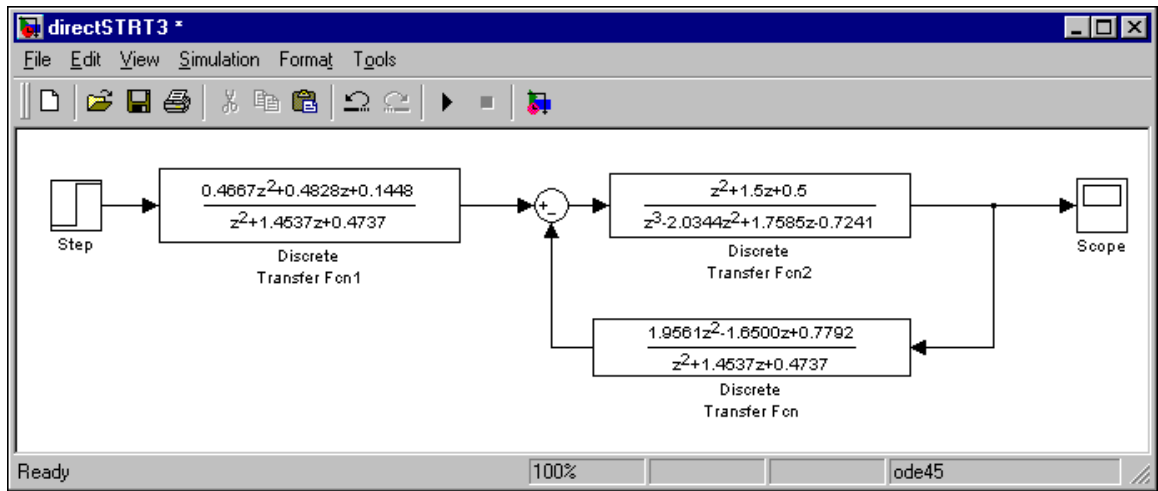 directSTRT3 *
File Edit View Simulation Format Tools
0.4667z2+0.4828z+0.1448
z2+1.4537z+0.4737
Discrete
Transfer Fcn1
Step
+
-
z2+1.5z+0.5
z3-2.0344z2+1.7585z-0.7241
Discrete
Transfer Fcn2
Scope
1.9561z2-1.6500z+0.7792
z2+1.4537z+0.4737
Discrete
Transfer Fcn
Ready 100% ode45